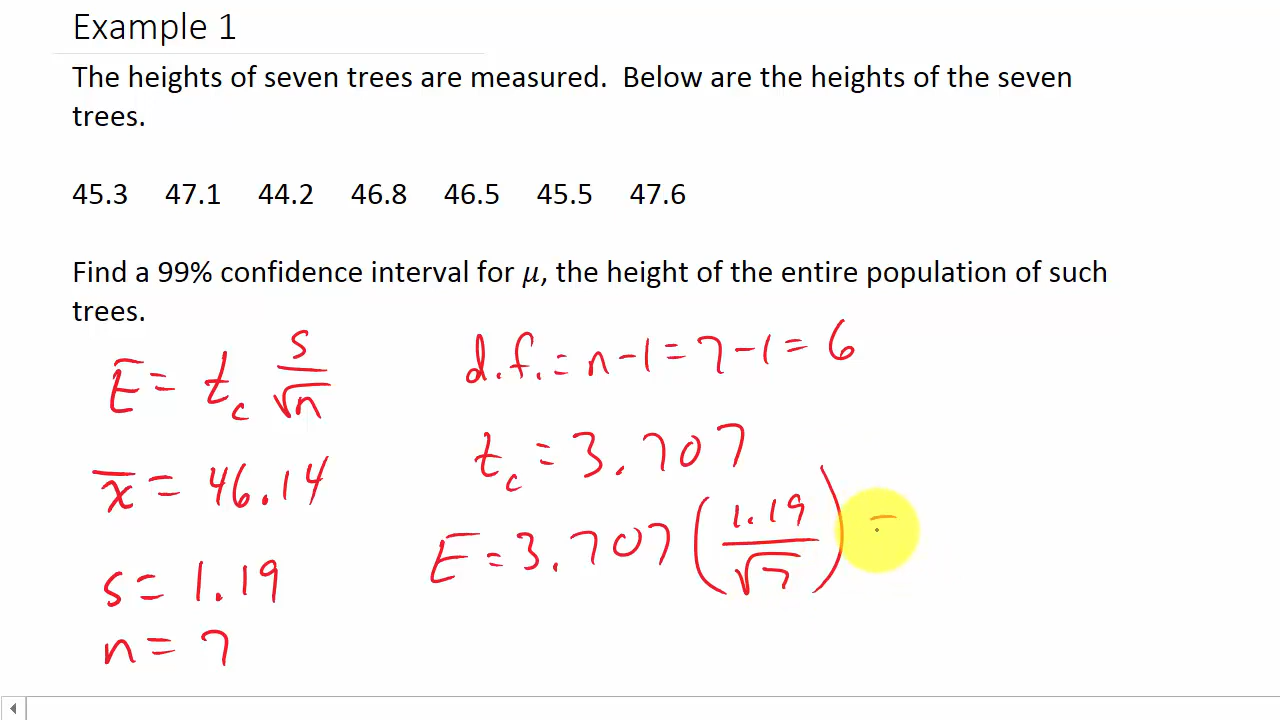 Example 1
The heights of seven trees are measured. Below are the heights of the seven
trees.
45.3 47.1 44.2 46.8 46.5 45.5 47.6
Find a 99% confidence interval for μ, the height of the entire population of such
trees.
E = t_c s/√n
d.f. = n - 1 = 7 - 1 = 6
x̄ = 46.14
t_c = 3.707
s = 1.19
E = 3.707 (1.19/√7) =
n = 7